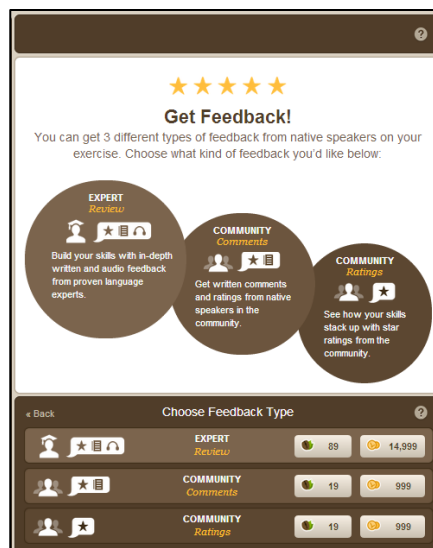 ?
Get Feedback!
You can get 3 different types of feedback from native speakers on your
exercise. Choose what kind of feedback you'd like below:
EXPERT
Review
Build your skills with in-depth
written and audio feedback
from proven language
experts.
COMMUNITY
Comments
Get written comments
and ratings from native
speakers in the
community.
COMMUNITY
Ratings
See how your skills
stack up with star
ratings from the
community.
« Back Choose Feedback Type ?
EXPERT
Review
89 14,999
COMMUNITY
Comments
19 999
COMMUNITY
Ratings
19 999